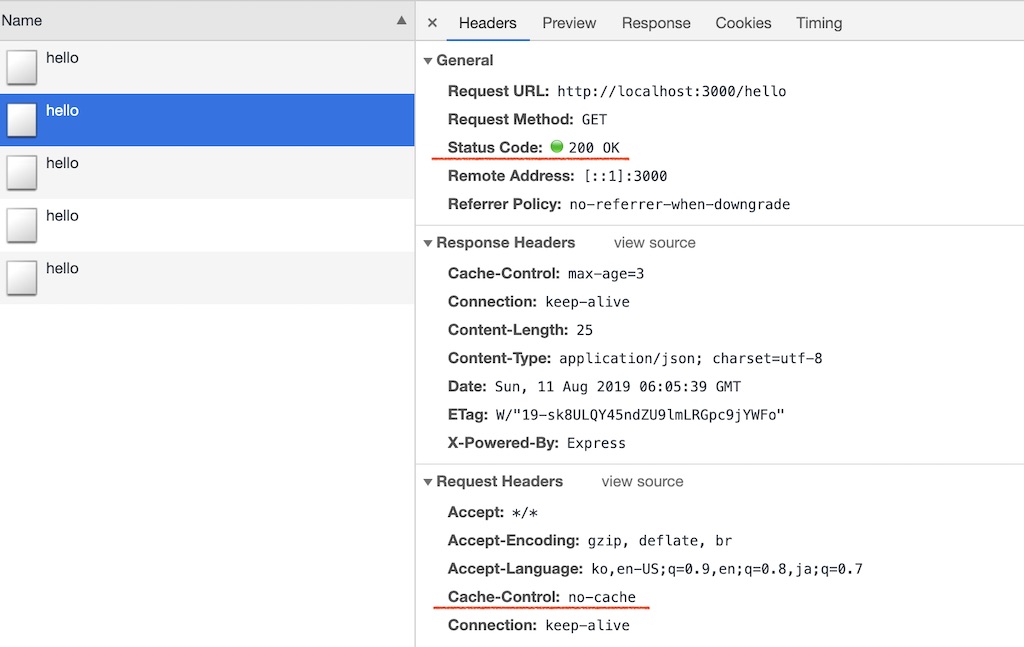 Name
hello
hello
hello
hello
hello
Headers Preview Response Cookies Timing
General
Request URL: http://localhost:3000/hello
Request Method: GET
Status Code: 200 OK
Remote Address: [::1]:3000
Referrer Policy: no-referrer-when-downgrade
Response Headers view source
Cache-Control: max-age=3
Connection: keep-alive
Content-Length: 25
Content-Type: application/json; charset=utf-8
Date: Sun, 11 Aug 2019 06:05:39 GMT
ETag: W/"19-sk8ULQY45ndZU9lmLRGpc9jYWFo"
X-Powered-By: Express
Request Headers view source
Accept: */*
Accept-Encoding: gzip, deflate, br
Accept-Language: ko,en-US;q=0.9,en;q=0.8,ja;q=0.7
Cache-Control: no-cache
Connection: keep-alive